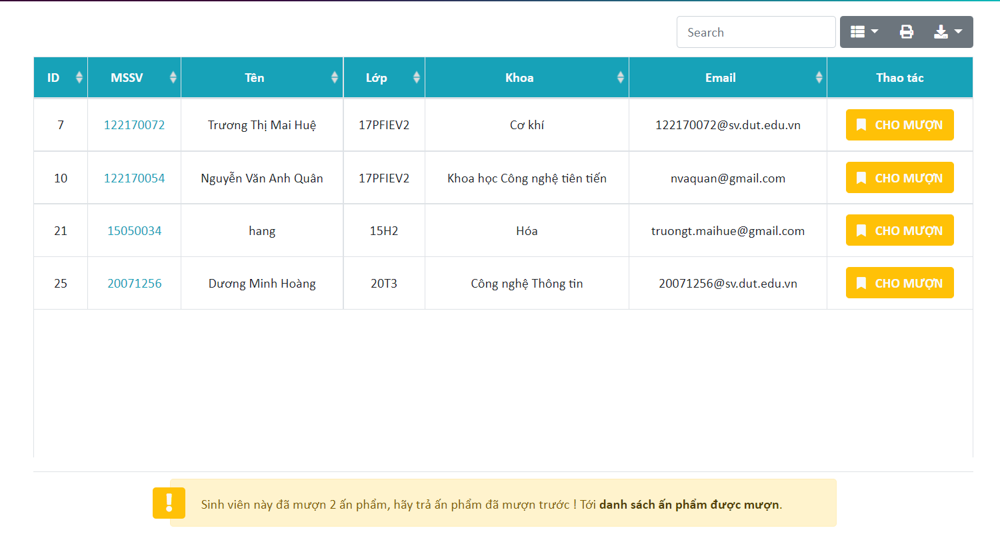 Search
ID MSSV Tên Lớp Khoa Email Thao tác
7 122170072 Trương Thị Mai Huệ 17PFIEV2 Cơ khí 122170072@sv.dut.edu.vn CHO MƯỢN
10 122170054 Nguyễn Văn Anh Quân 17PFIEV2 Khoa học Công nghệ tiên tiến nvaquan@gmail.com CHO MƯỢN
21 15050034 hang 15H2 Hóa truongt.maihue@gmail.com CHO MƯỢN
25 20071256 Dương Minh Hoàng 20T3 Công nghệ Thông tin 20071256@sv.dut.edu.vn CHO MƯỢN
Sinh viên này đã mượn 2 ấn phẩm, hãy trả ấn phẩm đã mượn trước ! Tới danh sách ấn phẩm được mượn.